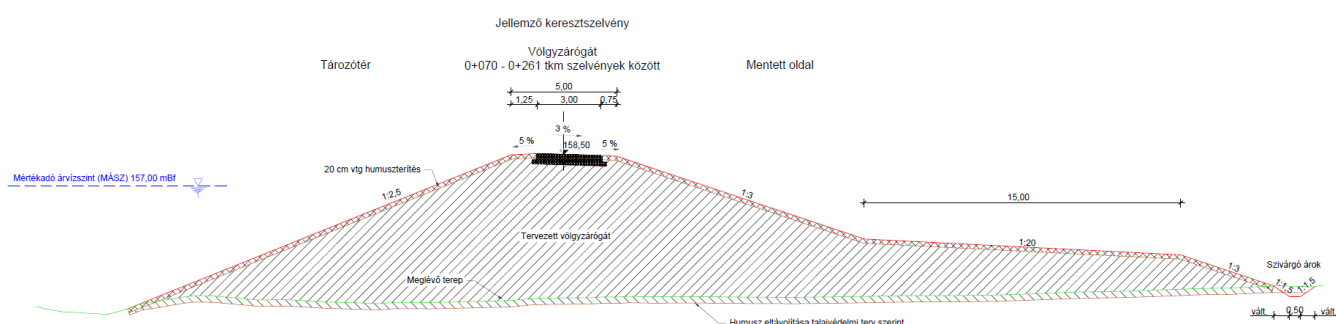 Jellemző keresztszelvény
Völgyzárógát
0+070 - 0+261 tkm szelvények között
Tározótér
Mentett oldal
5,00
1,25
3,00
0,75
3 %
5 %
158,50
5 %
20 cm vtg humuszterítés
Mértékadó árvízszint (MÁSZ) 157,00 mBf
1:2,5
1:3
15,00
Tervezett völgyzárógát
1:20
1:3
Szivárgó árok
Meglévő terep
1:1,5
1:1,5
Humusz eltávolítása talajvédelmi terv szerint
vált.
0,50
vált